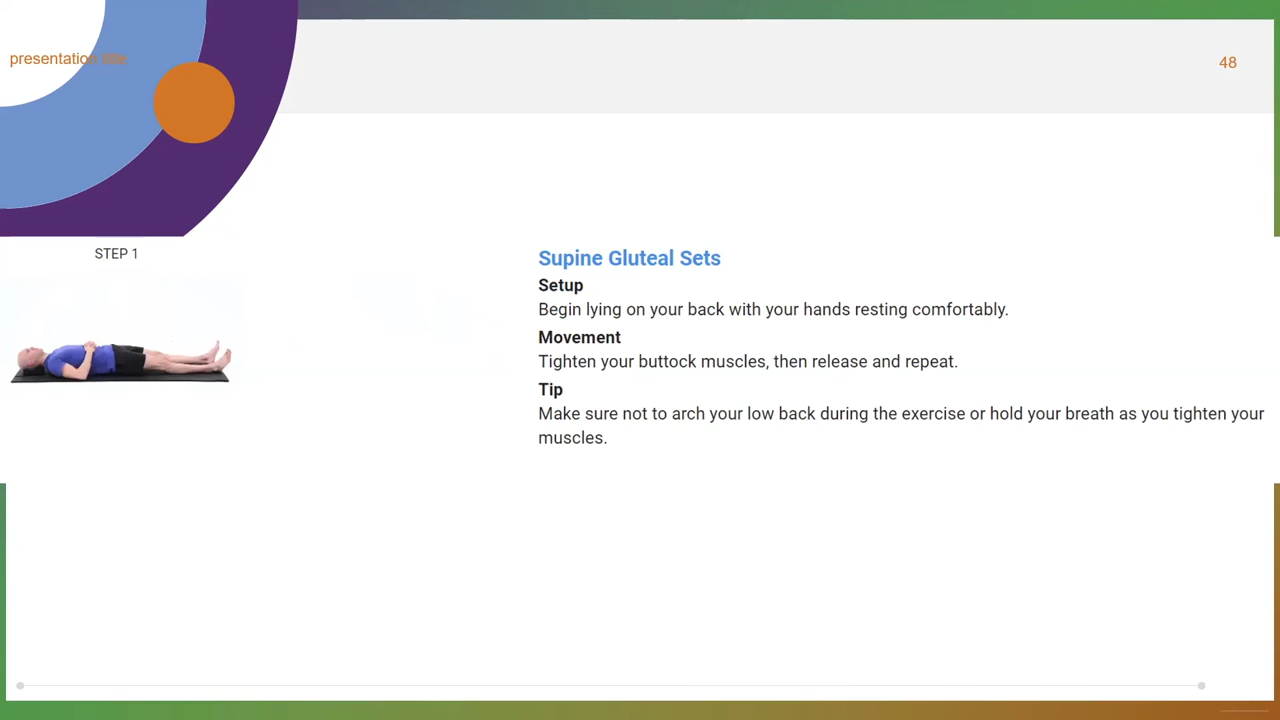 presentation title
48
STEP 1
Supine Gluteal Sets
Setup
Begin lying on your back with your hands resting comfortably.
Movement
Tighten your buttock muscles, then release and repeat.
Tip
Make sure not to arch your low back during the exercise or hold your breath as you tighten your
muscles.